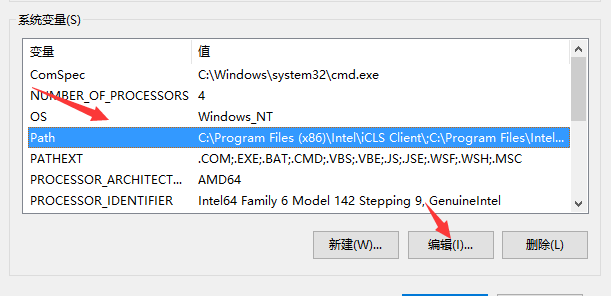 系统变量(S)
变量 值
ComSpec C:\Windows\system32\cmd.exe
NUMBER_OF_PROCESSORS 4
OS Windows_NT
Path C:\Program Files (x86)\Intel\iCLS Client\;C:\Program Files\Intel...
PATHEXT .COM;.EXE;.BAT;.CMD;.VBS;.VBE;.JS;.JSE;.WSF;.WSH;.MSC
PROCESSOR_ARCHITECT... AMD64
PROCESSOR_IDENTIFIER Intel64 Family 6 Model 142 Stepping 9, GenuineIntel
新建(W)... 编辑(I)... 删除(L)